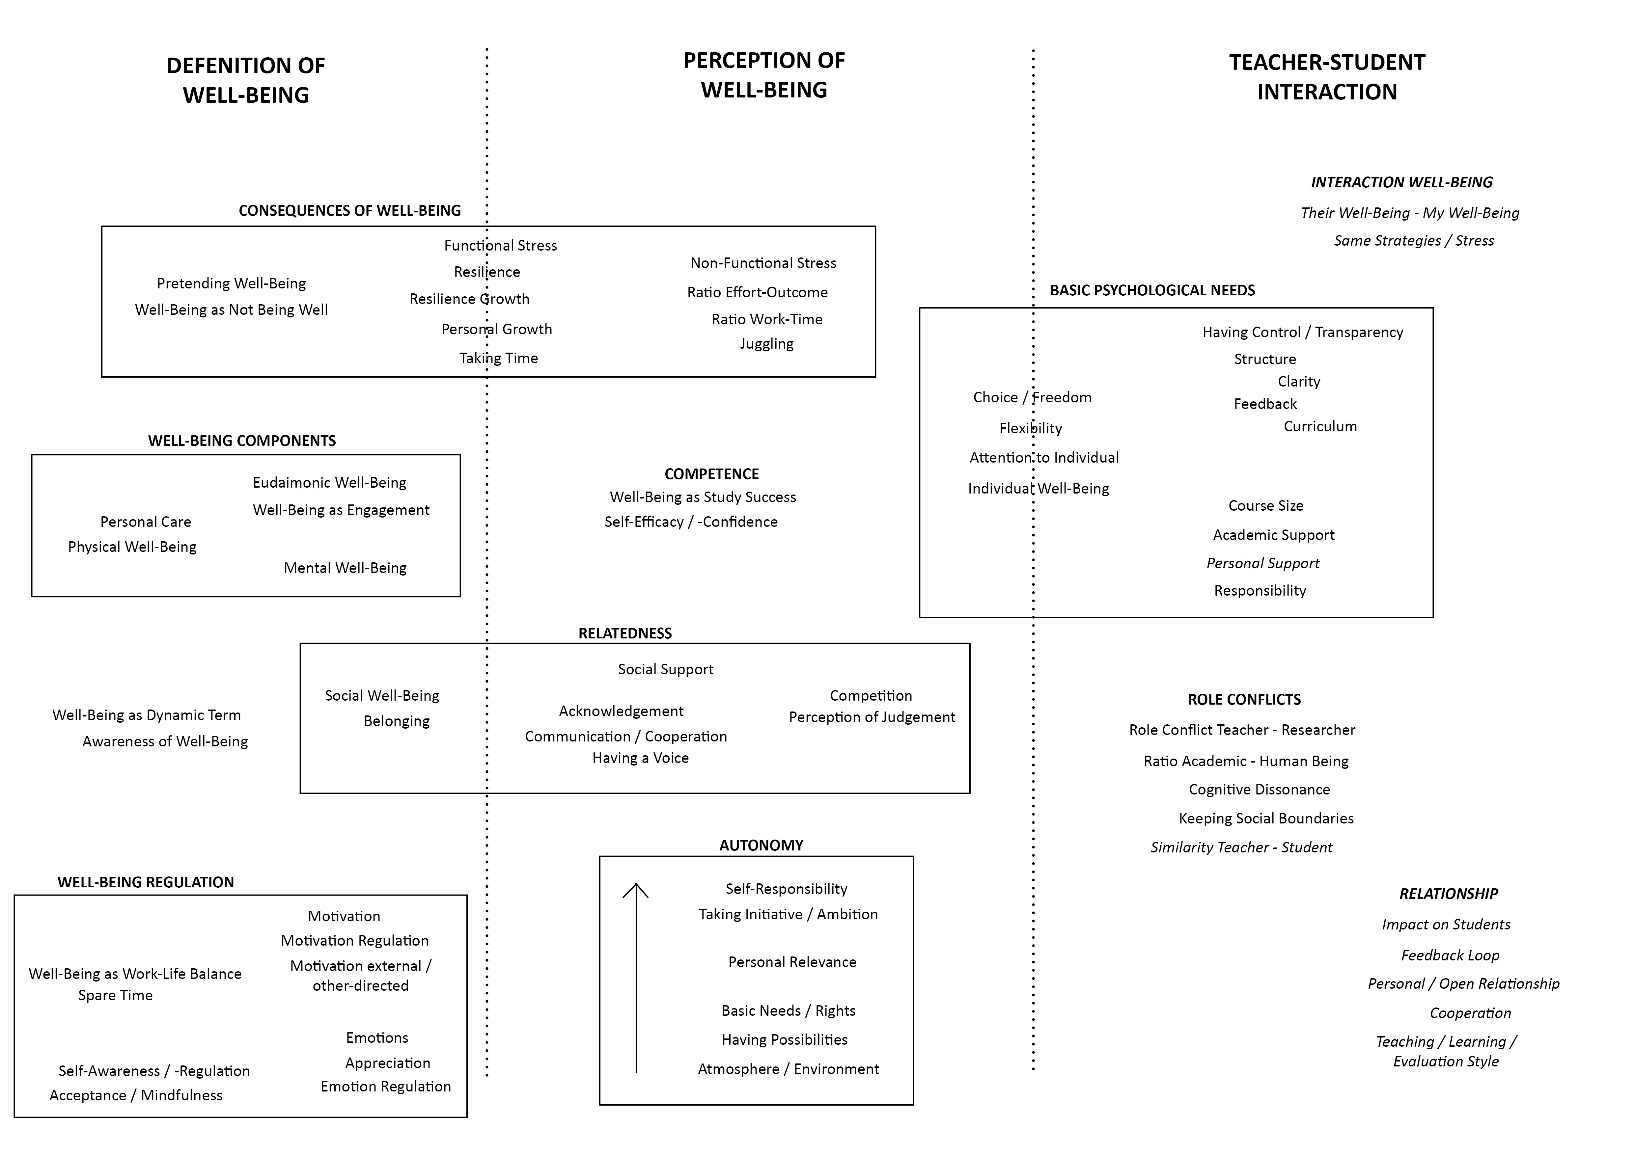 DEFENITION OF
WELL-BEING
PERCEPTION OF
WELL-BEING
TEACHER-STUDENT
INTERACTION
INTERACTION WELL-BEING
Their Well-Being - My Well-Being
Same Strategies / Stress
CONSEQUENCES OF WELL-BEING
Pretending Well-Being
Well-Being as Not Being Well
Functional Stress
Resilience
Resilience Growth
Personal Growth
Taking Time
Non-Functional Stress
Ratio Effort-Outcome
Ratio Work-Time
Juggling
BASIC PSYCHOLOGICAL NEEDS
Choice / Freedom
Flexibility
Attention to Individual
Individual Well-Being
Having Control / Transparency
Structure
Clarity
Feedback
Curriculum
Course Size
Academic Support
Personal Support
Responsibility
WELL-BEING COMPONENTS
Personal Care
Physical Well-Being
Eudaimonic Well-Being
Well-Being as Engagement
Mental Well-Being
COMPETENCE
Well-Being as Study Success
Self-Efficacy / -Confidence
RELATEDNESS
Social Well-Being
Belonging
Social Support
Acknowledgement
Communication / Cooperation
Having a Voice
Competition
Perception of Judgement
Well-Being as Dynamic Term
Awareness of Well-Being
ROLE CONFLICTS
Role Conflict Teacher - Researcher
Ratio Academic - Human Being
Cognitive Dissonance
Keeping Social Boundaries
Similarity Teacher - Student
WELL-BEING REGULATION
Well-Being as Work-Life Balance
Spare Time
Self-Awareness / -Regulation
Acceptance / Mindfulness
Motivation
Motivation Regulation
Motivation external /
other-directed
Emotions
Appreciation
Emotion Regulation
AUTONOMY
Self-Responsibility
Taking Initiative / Ambition
Personal Relevance
Basic Needs / Rights
Having Possibilities
Atmosphere / Environment
RELATIONSHIP
Impact on Students
Feedback Loop
Personal / Open Relationship
Cooperation
Teaching / Learning /
Evaluation Style